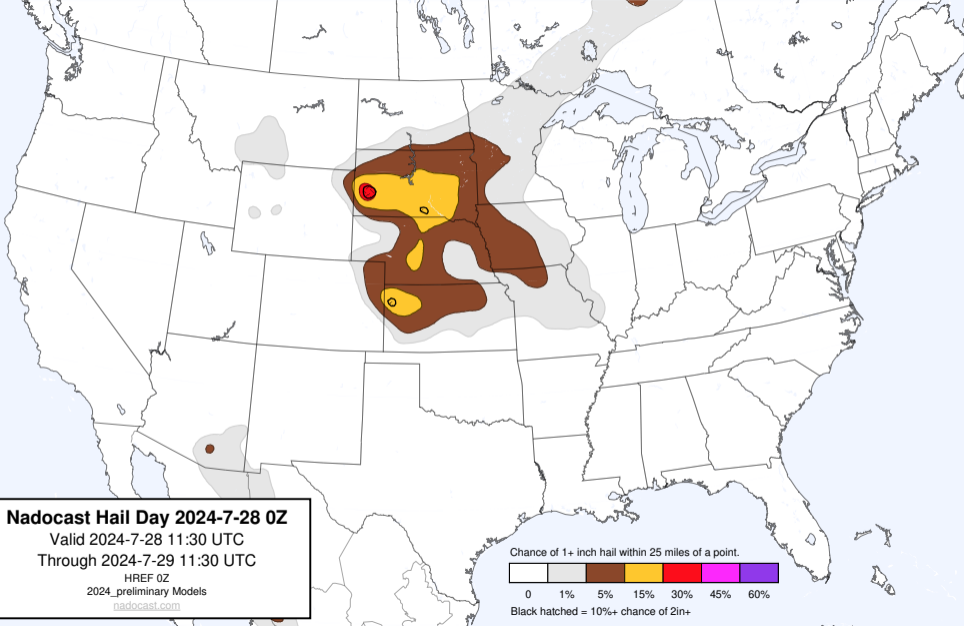 Nadocast Hail Day 2024-7-28 0Z
Valid 2024-7-28 11:30 UTC
Through 2024-7-29 11:30 UTC
HREF 0Z
2024_preliminary Models
nadocast.com
Chance of 1+ inch hail within 25 miles of a point.
0 1% 5% 15% 30% 45% 60%
Black hatched = 10%+ chance of 2in+